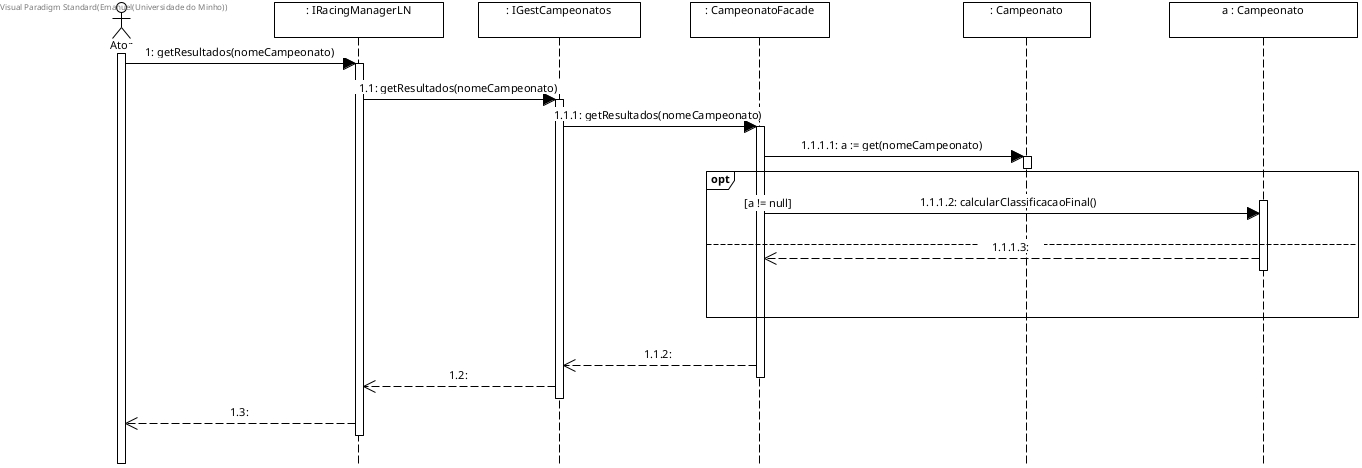 Visual Paradigm Standard(Emanuel(Universidade do Minho))
Ator
: IRacingManagerLN
: IGestCampeonatos
: CampeonatoFacade
: Campeonato
a : Campeonato
1: getResultados(nomeCampeonato)
1.1: getResultados(nomeCampeonato)
1.1.1: getResultados(nomeCampeonato)
1.1.1.1: a := get(nomeCampeonato)
opt
[a != null]
1.1.1.2: calcularClassificacaoFinal()
1.1.1.3:
1.1.2:
1.2:
1.3: